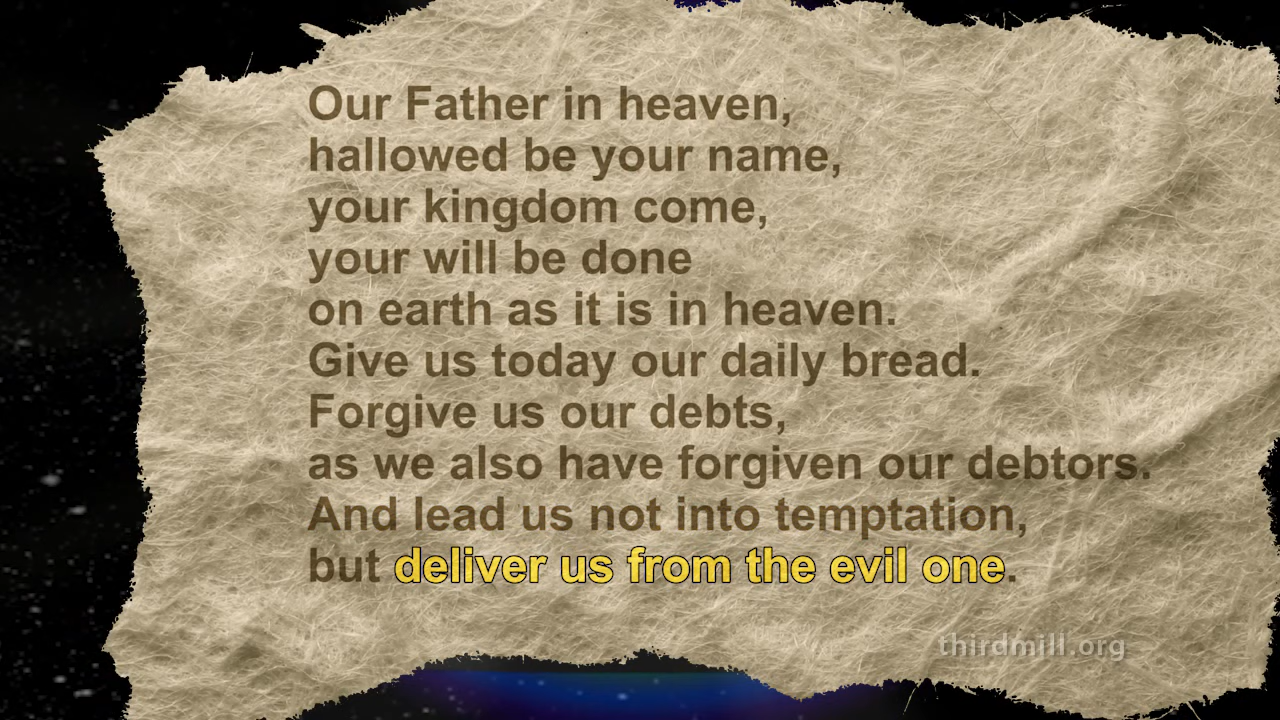 Our Father in heaven,
hallowed be your name,
your kingdom come,
your will be done
on earth as it is in heaven.
Give us today our daily bread.
Forgive us our debts,
as we also have forgiven our debtors.
And lead us not into temptation,
but deliver us from the evil one.
thirdmill.org